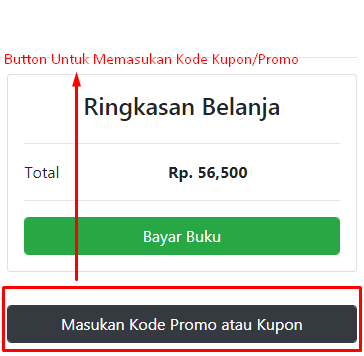 Button Untuk Memasukan Kode Kupon/Promo
Ringkasan Belanja
Total Rp. 56,500
Bayar Buku
Masukan Kode Promo atau Kupon